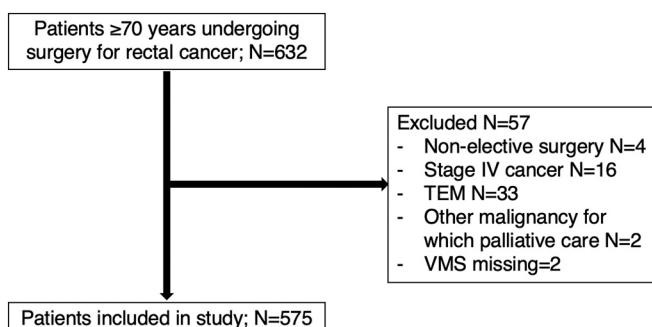 Patients ≥70 years undergoing
surgery for rectal cancer; N=632
Excluded N=57
- Non-elective surgery N=4
- Stage IV cancer N=16
- TEM N=33
- Other malignancy for
which palliative care N=2
- VMS missing=2
Patients included in study; N=575